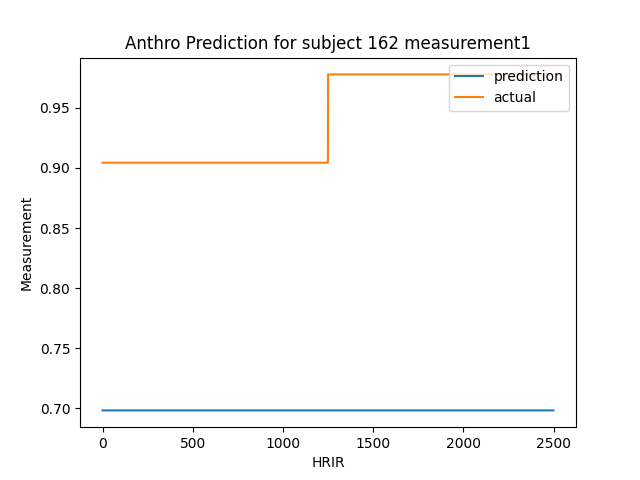 Anthro Prediction for subject 162 measurement1
prediction
actual
0.95
0.90
0.85
0.80
0.75
0.70
Measurement
0
500
1000
1500
2000
2500
HRIR